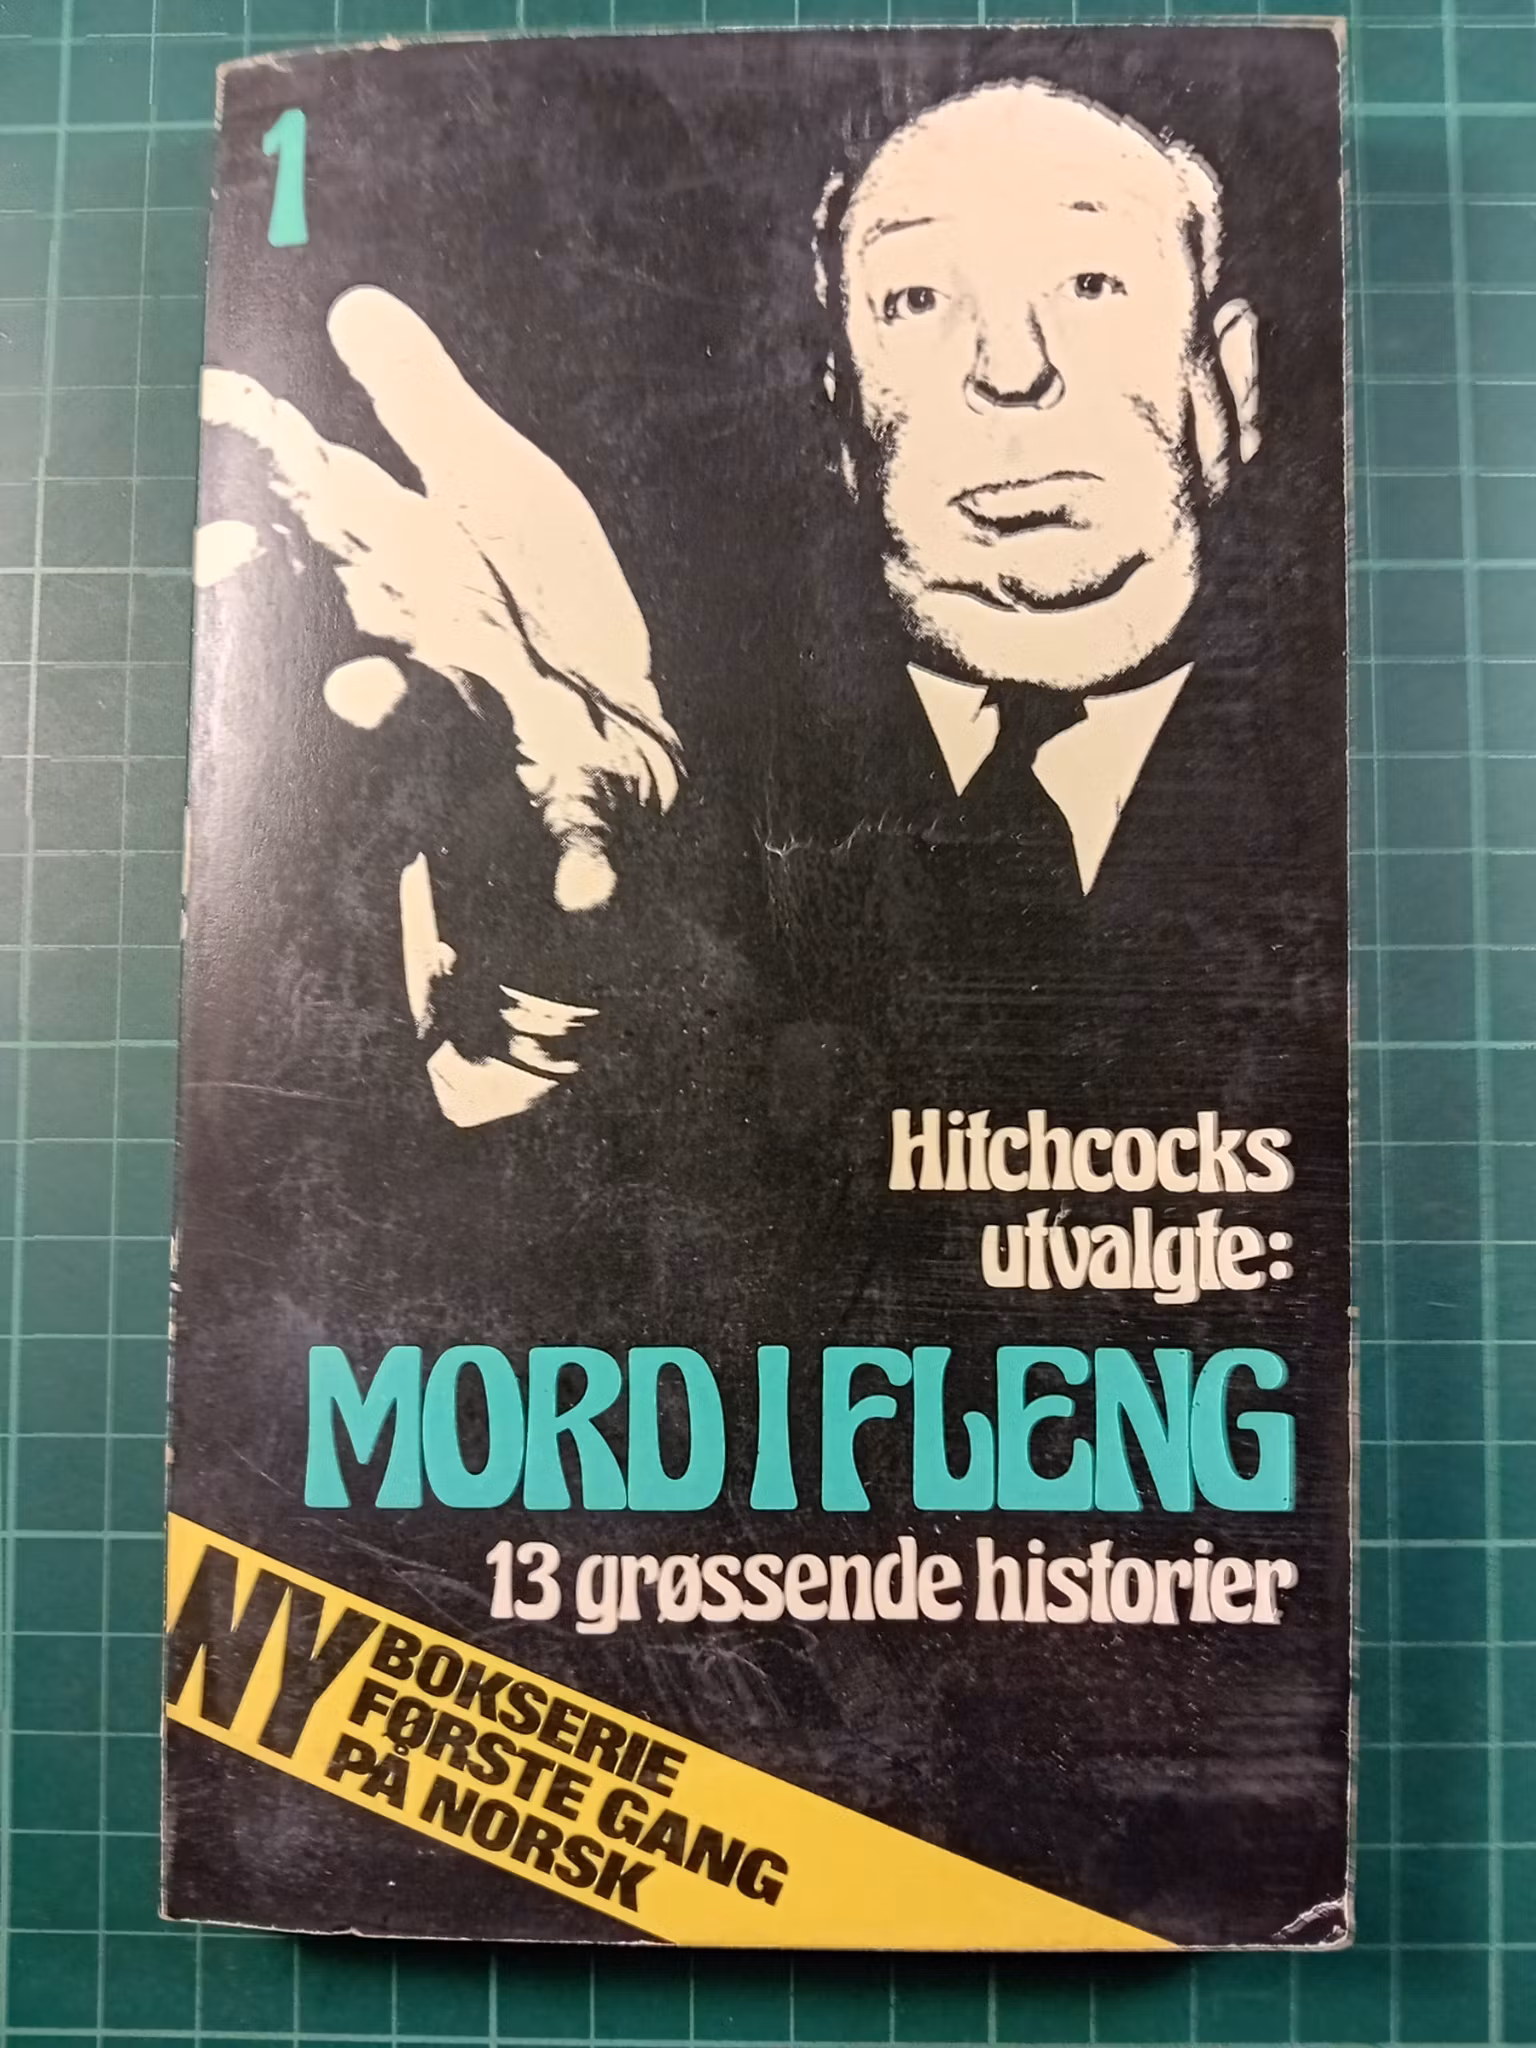 1
Hitchcocks
utvalgte:
MORD I FLENG
13 grøssende historier
NY
BOKSERIE
FØRSTE GANG
PÅ NORSK